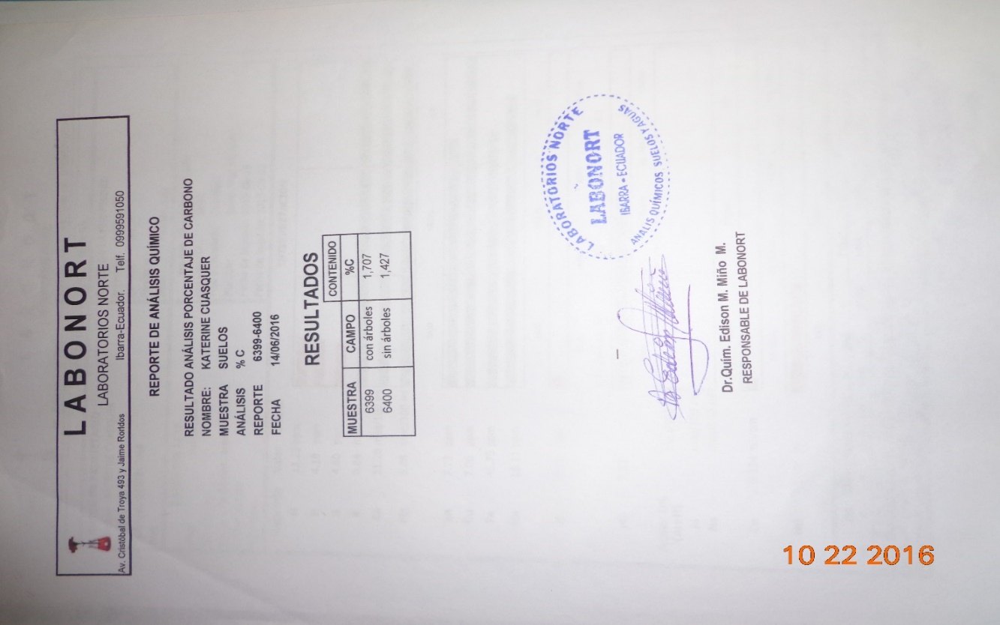 LABONORT
LABORATORIOS NORTE
Av. Cristóbal de Troya 493 y Jaime Roldos Ibarra-Ecuador. Telf. 0999591050
REPORTE DE ANÁLISIS QUÍMICO
RESULTADO ANÁLISIS PORCENTAJE DE CARBONO
NOMBRE: KATERINE CUASQUER
MUESTRA SUELOS
ANÁLISIS % C
REPORTE 6399-6400
FECHA 14/06/2016
RESULTADOS
CONTENIDO
MUESTRA CAMPO %C
6399 con árboles 1,707
6400 sin árboles 1,427
LABORATORIOS NORTE
LABONORT
IBARRA - ECUADOR
ANALIS QUÍMICOS SUELOS Y AGUAS
Dr.Quím. Edison M. Miño M.
RESPONSABLE DE LABONORT
10 22 2016